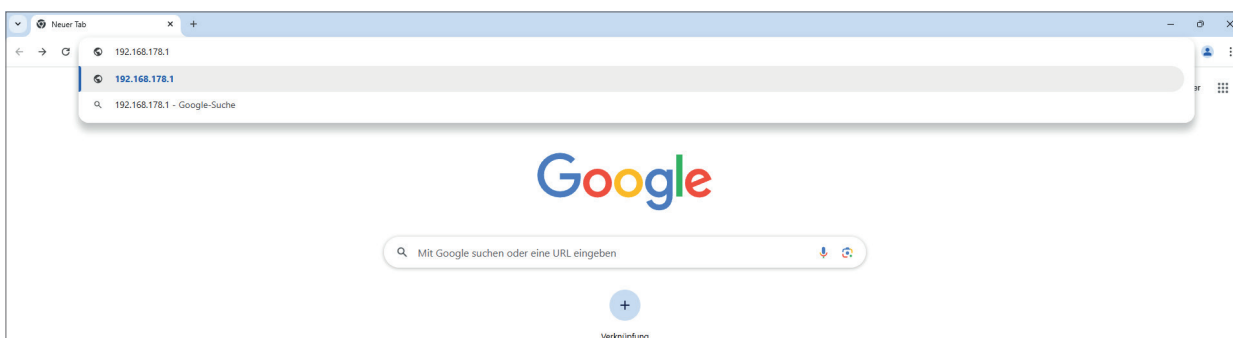 Neuer Tab
192.168.178.1
192.168.178.1
192.168.178.1 - Google-Suche
er
Google
Mit Google suchen oder eine URL eingeben
Verknüpfung